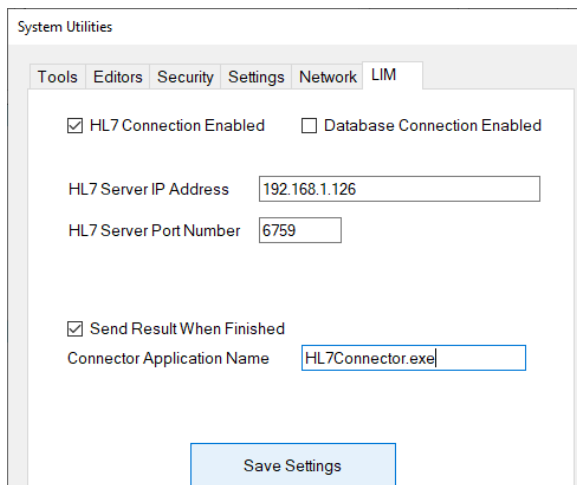 System Utilities
Tools Editors Security Settings Network LIM
HL7 Connection Enabled Database Connection Enabled
HL7 Server IP Address 192.168.1.126
HL7 Server Port Number 6759
Send Result When Finished
Connector Application Name HL7Connector.exe
Save Settings